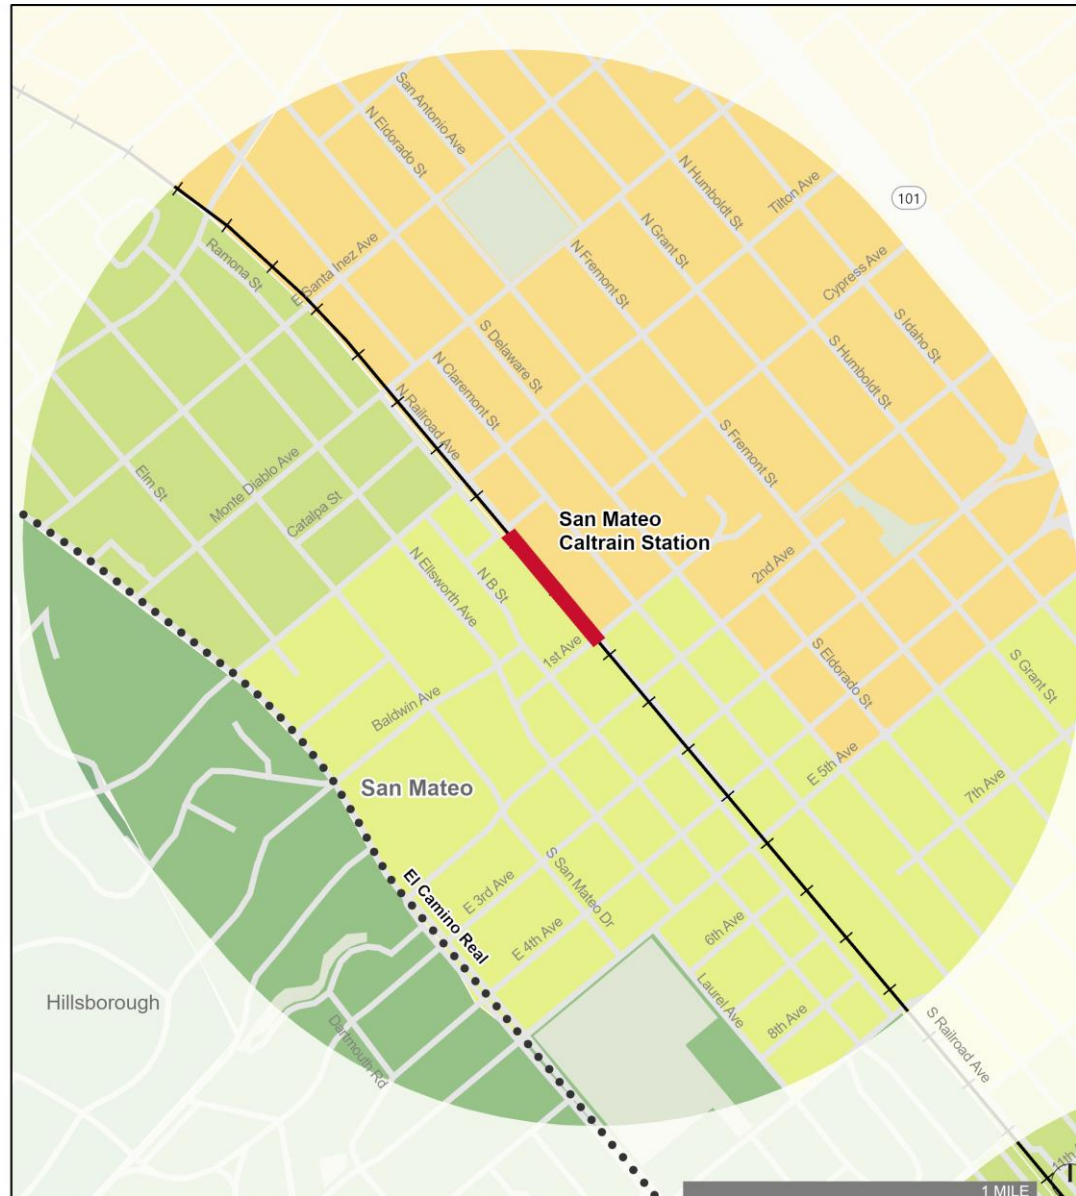 San Antonio Ave
N Eldorado St
N Humboldt St
Tilton Ave
101
N Grant St
Ramona St
E Santa Inez Ave
N Fremont St
Cypress Ave
S Idaho St
S Delaware St
S Humboldt St
N Claremont St
N Railroad Ave
S Fremont St
Monte Diablo Ave
Elm St
Catalpa St
San Mateo
Caltrain Station
N Ellsworth Ave
N B St
2nd Ave
1st Ave
S Eldorado St
S Grant St
Baldwin Ave
San Mateo
E 5th Ave
7th Ave
El Camino Real
E 3rd Ave
S San Mateo Dr
E 4th Ave
6th Ave
Laurel Ave
8th Ave
Hillsborough
Dartmouth Rd
S Railroad Ave
11th
1 MILE